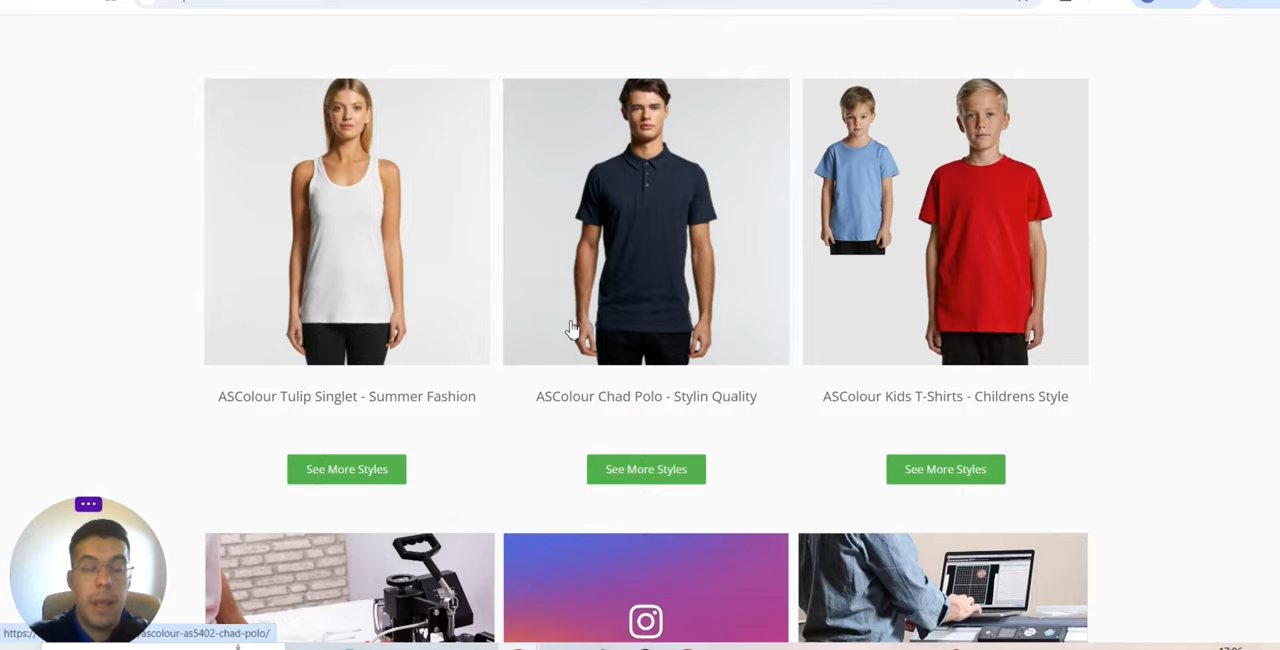 ASColour Tulip Singlet - Summer Fashion
ASColour Chad Polo - Stylin Quality
ASColour Kids T-Shirts - Childrens Style
See More Styles
See More Styles
See More Styles
https://
ascolour-as5402-chad-polo/